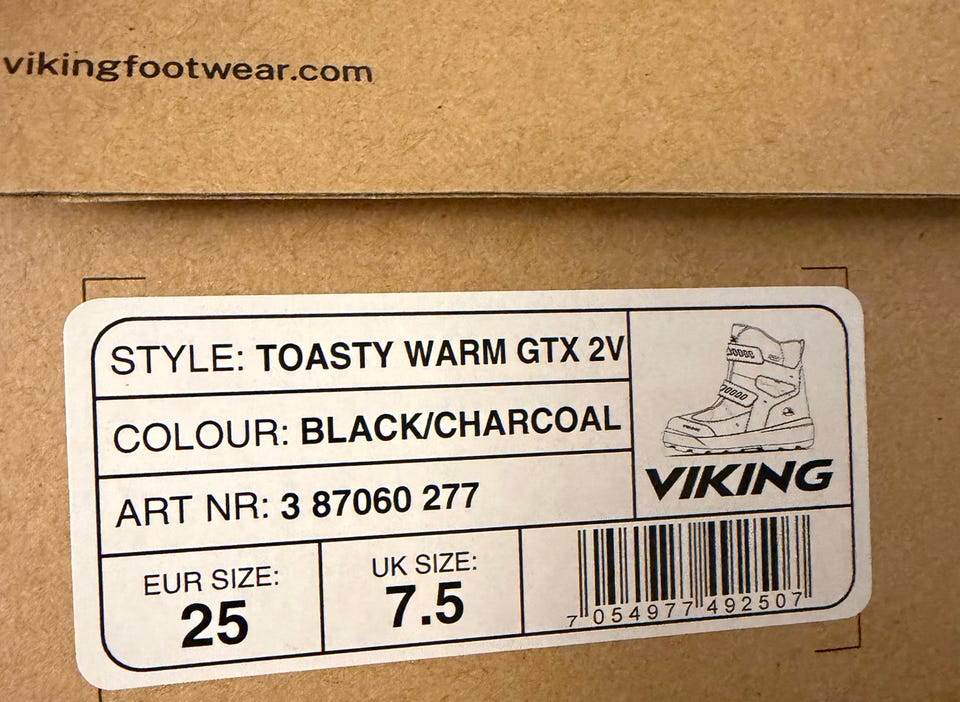 vikingfootwear.com
STYLE: TOASTY WARM GTX 2V
COLOUR: BLACK/CHARCOAL
ART NR: 3 87060 277
VIKING
EUR SIZE:
25
UK SIZE:
7.5
7 054977 492507